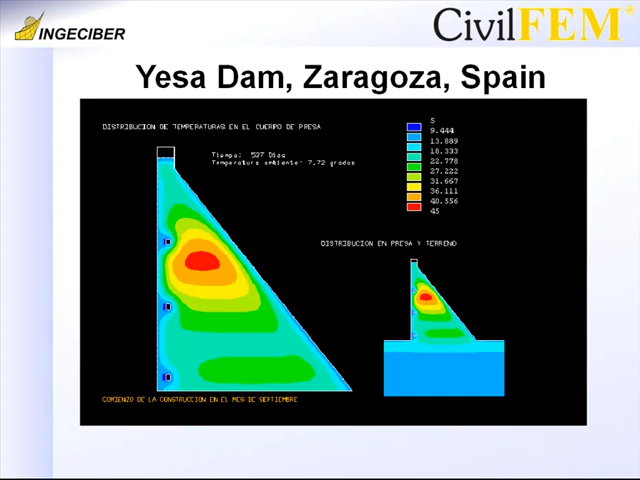 INGECIBER
CivilFEM®
Yesa Dam, Zaragoza, Spain
DISTRIBUCION DE TEMPERATURAS EN EL CUERPO DE PRESA
Tiempo: 527 Dias
Temperatura ambiente: 7.72 grados
5
9.444
13.889
18.333
22.778
27.222
31.667
36.111
40.556
45
DISTRIBUCION EN PRESA Y TERRENO
COMIENZO DE LA CONSTRUCCION EN EL MES DE SEPTIEMBRE